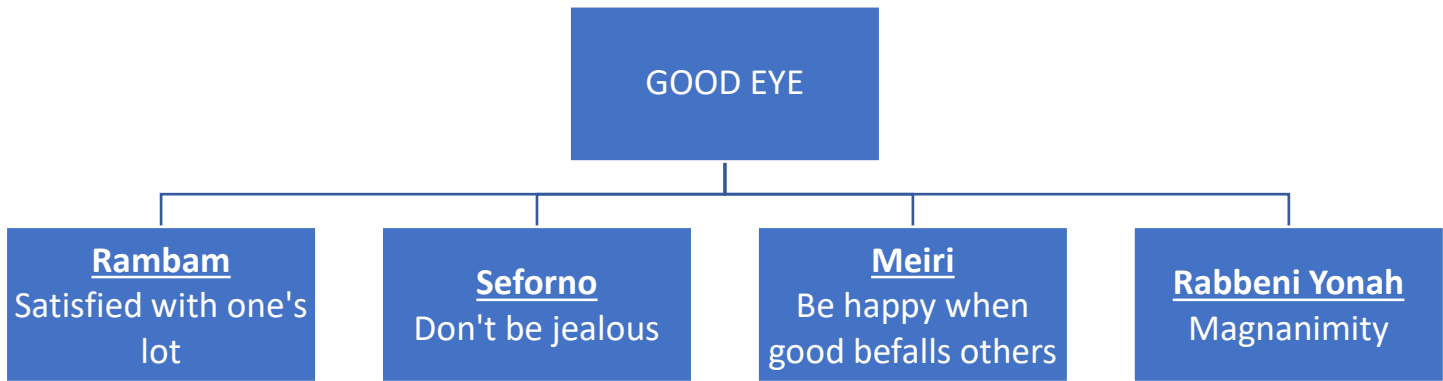 GOOD EYE
Rambam
Satisfied with one's
lot
Seforno
Don't be jealous
Meiri
Be happy when
good befalls others
Rabbeni Yonah
Magnanimity